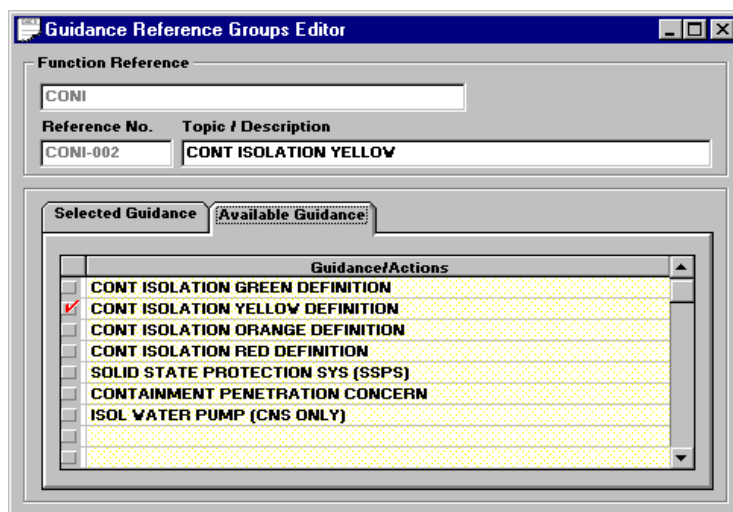 Guidance Reference Groups Editor
Function Reference
CONI
Reference No. Topic / Description
CONI-002 CONT ISOLATION YELLOW
Selected Guidance Available Guidance
Guidance/Actions
CONT ISOLATION GREEN DEFINITION
CONT ISOLATION YELLOW DEFINITION
CONT ISOLATION ORANGE DEFINITION
CONT ISOLATION RED DEFINITION
SOLID STATE PROTECTION SYS (SSPS)
CONTAINMENT PENETRATION CONCERN
ISOL WATER PUMP (CNS ONLY)